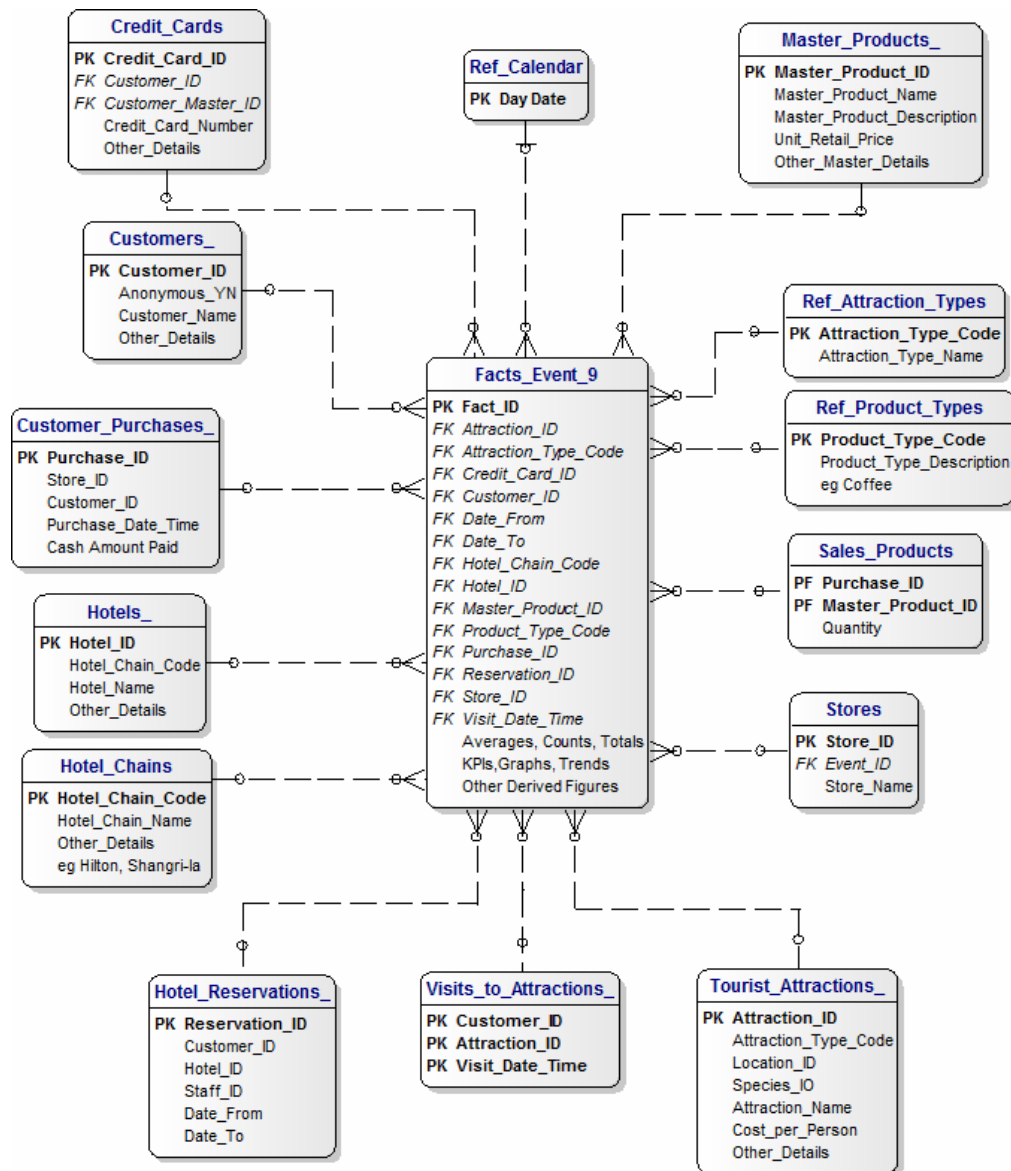 Credit_Cards
PK Credit_Card_ID
FK Customer_ID
FK Customer_Master_ID
Credit_Card_Number
Other_Details
Ref_Calendar
PK Day Date
Master_Products_
PK Master_Product_ID
Master_Product_Name
Master_Product_Description
Unit_Retail_Price
Other_Master_Details
Customers_
PK Customer_ID
Anonymous_YN
Customer_Name
Other_Details
Ref_Attraction_Types
PK Attraction_Type_Code
Attraction_Type_Name
Facts_Event_9
PK Fact_ID
FK Attraction_ID
FK Attraction_Type_Code
FK Credit_Card_ID
FK Customer_ID
FK Date_From
FK Date_To
FK Hotel_Chain_Code
FK Hotel_ID
FK Master_Product_ID
FK Product_Type_Code
FK Purchase_ID
FK Reservation_ID
FK Store_ID
FK Visit_Date_Time
Averages, Counts, Totals
KPIs,Graphs, Trends
Other Derived Figures
Customer_Purchases_
PK Purchase_ID
Store_ID
Customer_ID
Purchase_Date_Time
Cash Amount Paid
Ref_Product_Types
PK Product_Type_Code
Product_Type_Description
eg Coffee
Sales_Products
PF Purchase_ID
PF Master_Product_ID
Quantity
Hotels_
PK Hotel_ID
Hotel_Chain_Code
Hotel_Name
Other_Details
Stores
PK Store_ID
FK Event_ID
Store_Name
Hotel_Chains
PK Hotel_Chain_Code
Hotel_Chain_Name
Other_Details
eg Hilton, Shangri-la
Hotel_Reservations_
PK Reservation_ID
Customer_ID
Hotel_ID
Staff_ID
Date_From
Date_To
Visits_to_Attractions_
PK Customer_ID
PK Attraction_ID
PK Visit_Date_Time
Tourist_Attractions_
PK Attraction_ID
Attraction_Type_Code
Location_ID
Species_IO
Attraction_Name
Cost_per_Person
Other_Details